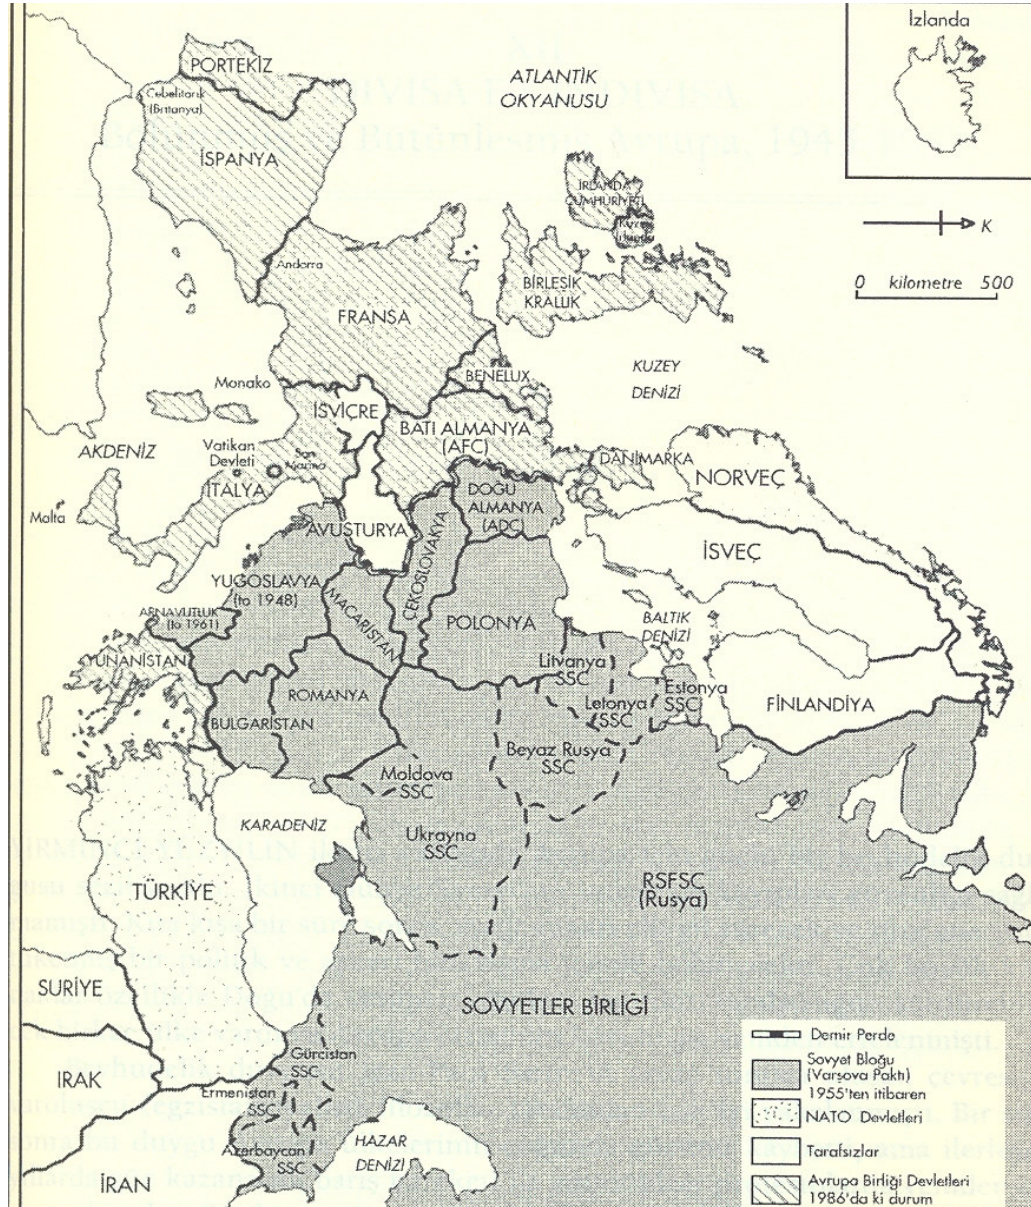 İzlanda
PORTEKİZ
Cebelitarık
(Britanya)
ATLANTİK
OKYANUSU
İSPANYA
İRLANDA
CUMHURİYETİ
K
Andorra
BİRLEŞİK
KRALLIK
0 kilometre 500
FRANSA
KUZEY
DENİZİ
BENELUX
Monako
İSVİÇRE
BATI ALMANYA
(AFC)
AKDENİZ
Vatikan
Devleti
San
Marino
DANİMARKA
NORVEÇ
İTALYA
DOĞU
ALMANYA
(ADC)
Malta
AVUSTURYA
ÇEKOSLOVAKYA
İSVEÇ
YUGOSLAVYA
(to 1948)
MACARİSTAN
ARNAVUTLUK
(to 1961)
POLONYA
BALTIK
DENİZİ
YUNANİSTAN
Litvanya
SSC
ROMANYA
Letonya
SSC
Estonya
SSC
FİNLANDİYA
BULGARİSTAN
Beyaz Rusya
SSC
Moldova
SSC
KARADENİZ
Ukrayna
SSC
TÜRKİYE
RSFSC
(Rusya)
SURİYE
SOVYETLER BİRLİĞİ
Gürcistan
SSC
IRAK
Ermenistan
SSC
Azerbaycan
SSC
HAZAR
DENİZİ
İRAN
Demir Perde
Sovyet Bloğu
(Varşova Paktı)
1955'ten itibaren
NATO Devletleri
Tarafsızlar
Avrupa Birliği Devletleri
1986'da ki durum